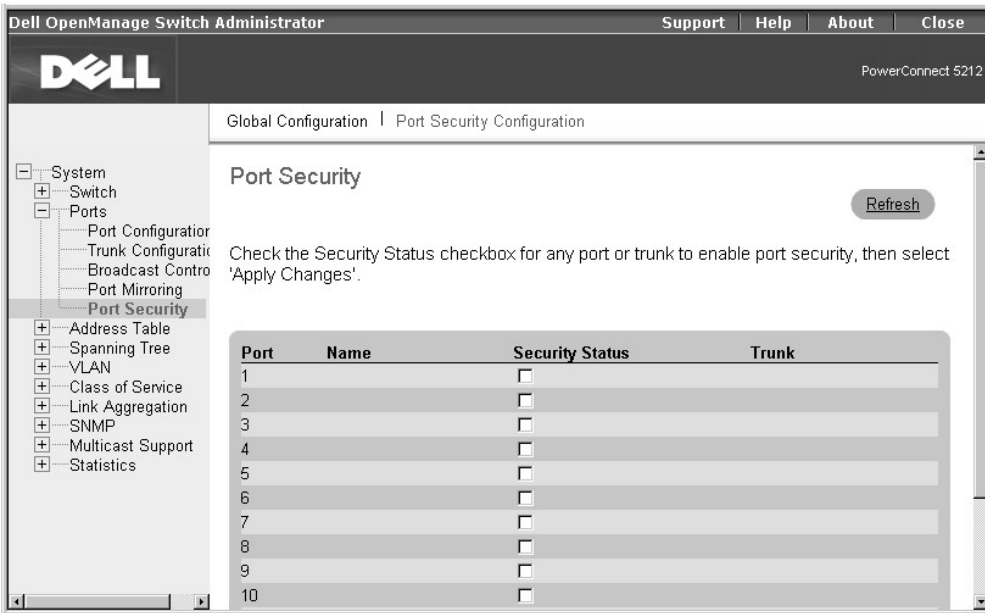 Dell OpenManage Switch Administrator
Support | Help | About | Close
DELL
PowerConnect 5212
Global Configuration | Port Security Configuration
System
Switch
Ports
Port Configuration
Trunk Configuratic
Broadcast Contro
Port Mirroring
Port Security
Address Table
Spanning Tree
VLAN
Class of Service
Link Aggregation
SNMP
Multicast Support
Statistics
Port Security
Refresh
Check the Security Status checkbox for any port or trunk to enable port security, then select
'Apply Changes'.
Port Name Security Status Trunk
1
2
3
4
5
6
7
8
9
10